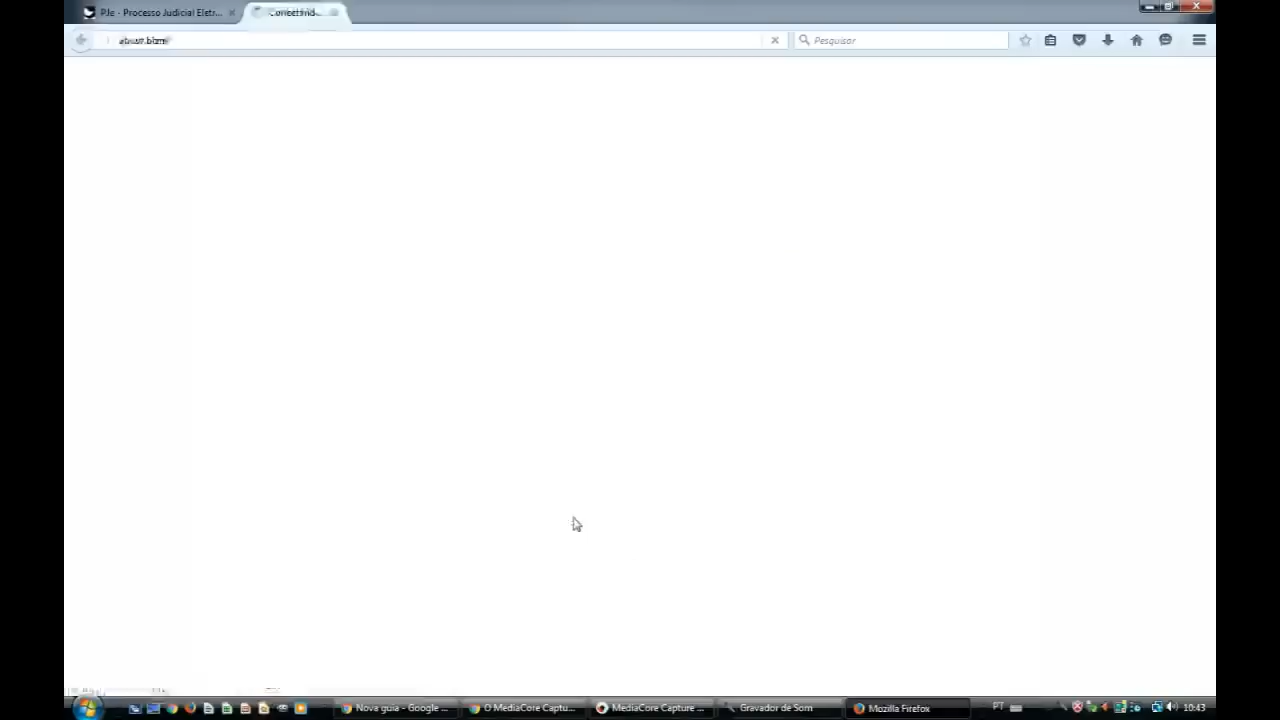 PJe - Processo Judicial Eletr...
Conectando...
Pesquisar
Nova guia - Google ...
O MediaCore Captu...
MediaCore Capture ...
Gravador de Som
Mozilla Firefox
PT
10:43